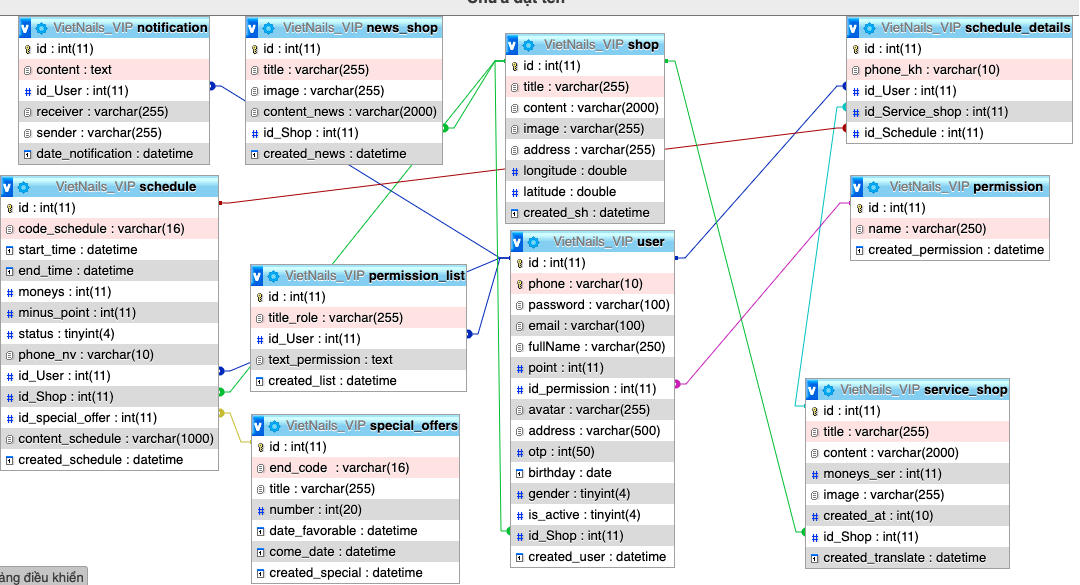 VietNails_VIP notification
id : int(11)
content : text
id_User : int(11)
receiver : varchar(255)
sender : varchar(255)
date_notification : datetime
VietNails_VIP news_shop
id : int(11)
title : varchar(255)
image : varchar(255)
content_news : varchar(2000)
id_Shop : int(11)
created_news : datetime
VietNails_VIP shop
id : int(11)
title : varchar(255)
content : varchar(2000)
image : varchar(255)
address : varchar(255)
longitude : double
latitude : double
created_sh : datetime
VietNails_VIP schedule_details
id : int(11)
phone_kh : varchar(10)
id_User : int(11)
id_Service_shop : int(11)
id_Schedule : int(11)
VietNails_VIP schedule
id : int(11)
code_schedule : varchar(16)
start_time : datetime
end_time : datetime
moneys : int(11)
minus_point : int(11)
status : tinyint(4)
phone_nv : varchar(10)
id_User : int(11)
id_Shop : int(11)
id_special_offer : int(11)
content_schedule : varchar(1000)
created_schedule : datetime
VietNails_VIP permission_list
id : int(11)
title_role : varchar(255)
id_User : int(11)
text_permission : text
created_list : datetime
VietNails_VIP user
id : int(11)
phone : varchar(10)
password : varchar(100)
email : varchar(100)
fullName : varchar(250)
point : int(11)
id_permission : int(11)
avatar : varchar(255)
address : varchar(500)
otp : int(50)
birthday : date
gender : tinyint(4)
is_active : tinyint(4)
id_Shop : int(11)
created_user : datetime
VietNails_VIP permission
id : int(11)
name : varchar(250)
created_permission : datetime
VietNails_VIP special_offers
id : int(11)
end_code : varchar(16)
title : varchar(255)
number : int(20)
date_favorable : datetime
come_date : datetime
created_special : datetime
VietNails_VIP service_shop
id : int(11)
title : varchar(255)
content : varchar(2000)
moneys_ser : int(11)
image : varchar(255)
created_at : int(10)
id_Shop : int(11)
created_translate : datetime
điều khiển